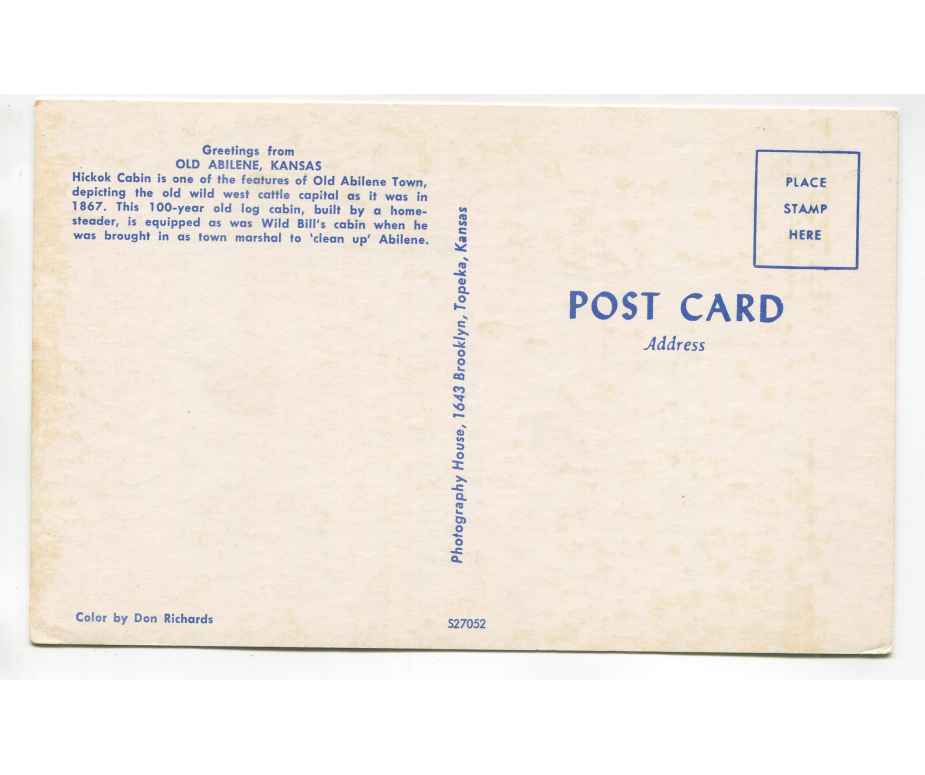 Greetings from
OLD ABILENE, KANSAS
Hickok Cabin is one of the features of Old Abilene Town,
depicting the old wild west cattle capital as it was in
1867. This 100-year old log cabin, built by a home-
steader, is equipped as was Wild Bill's cabin when he
was brought in as town marshal to 'clean up' Abilene.
Color by Don Richards
Photography House, 1643 Brooklyn, Topeka, Kansas
S27052
PLACE
STAMP
HERE
POST CARD
Address